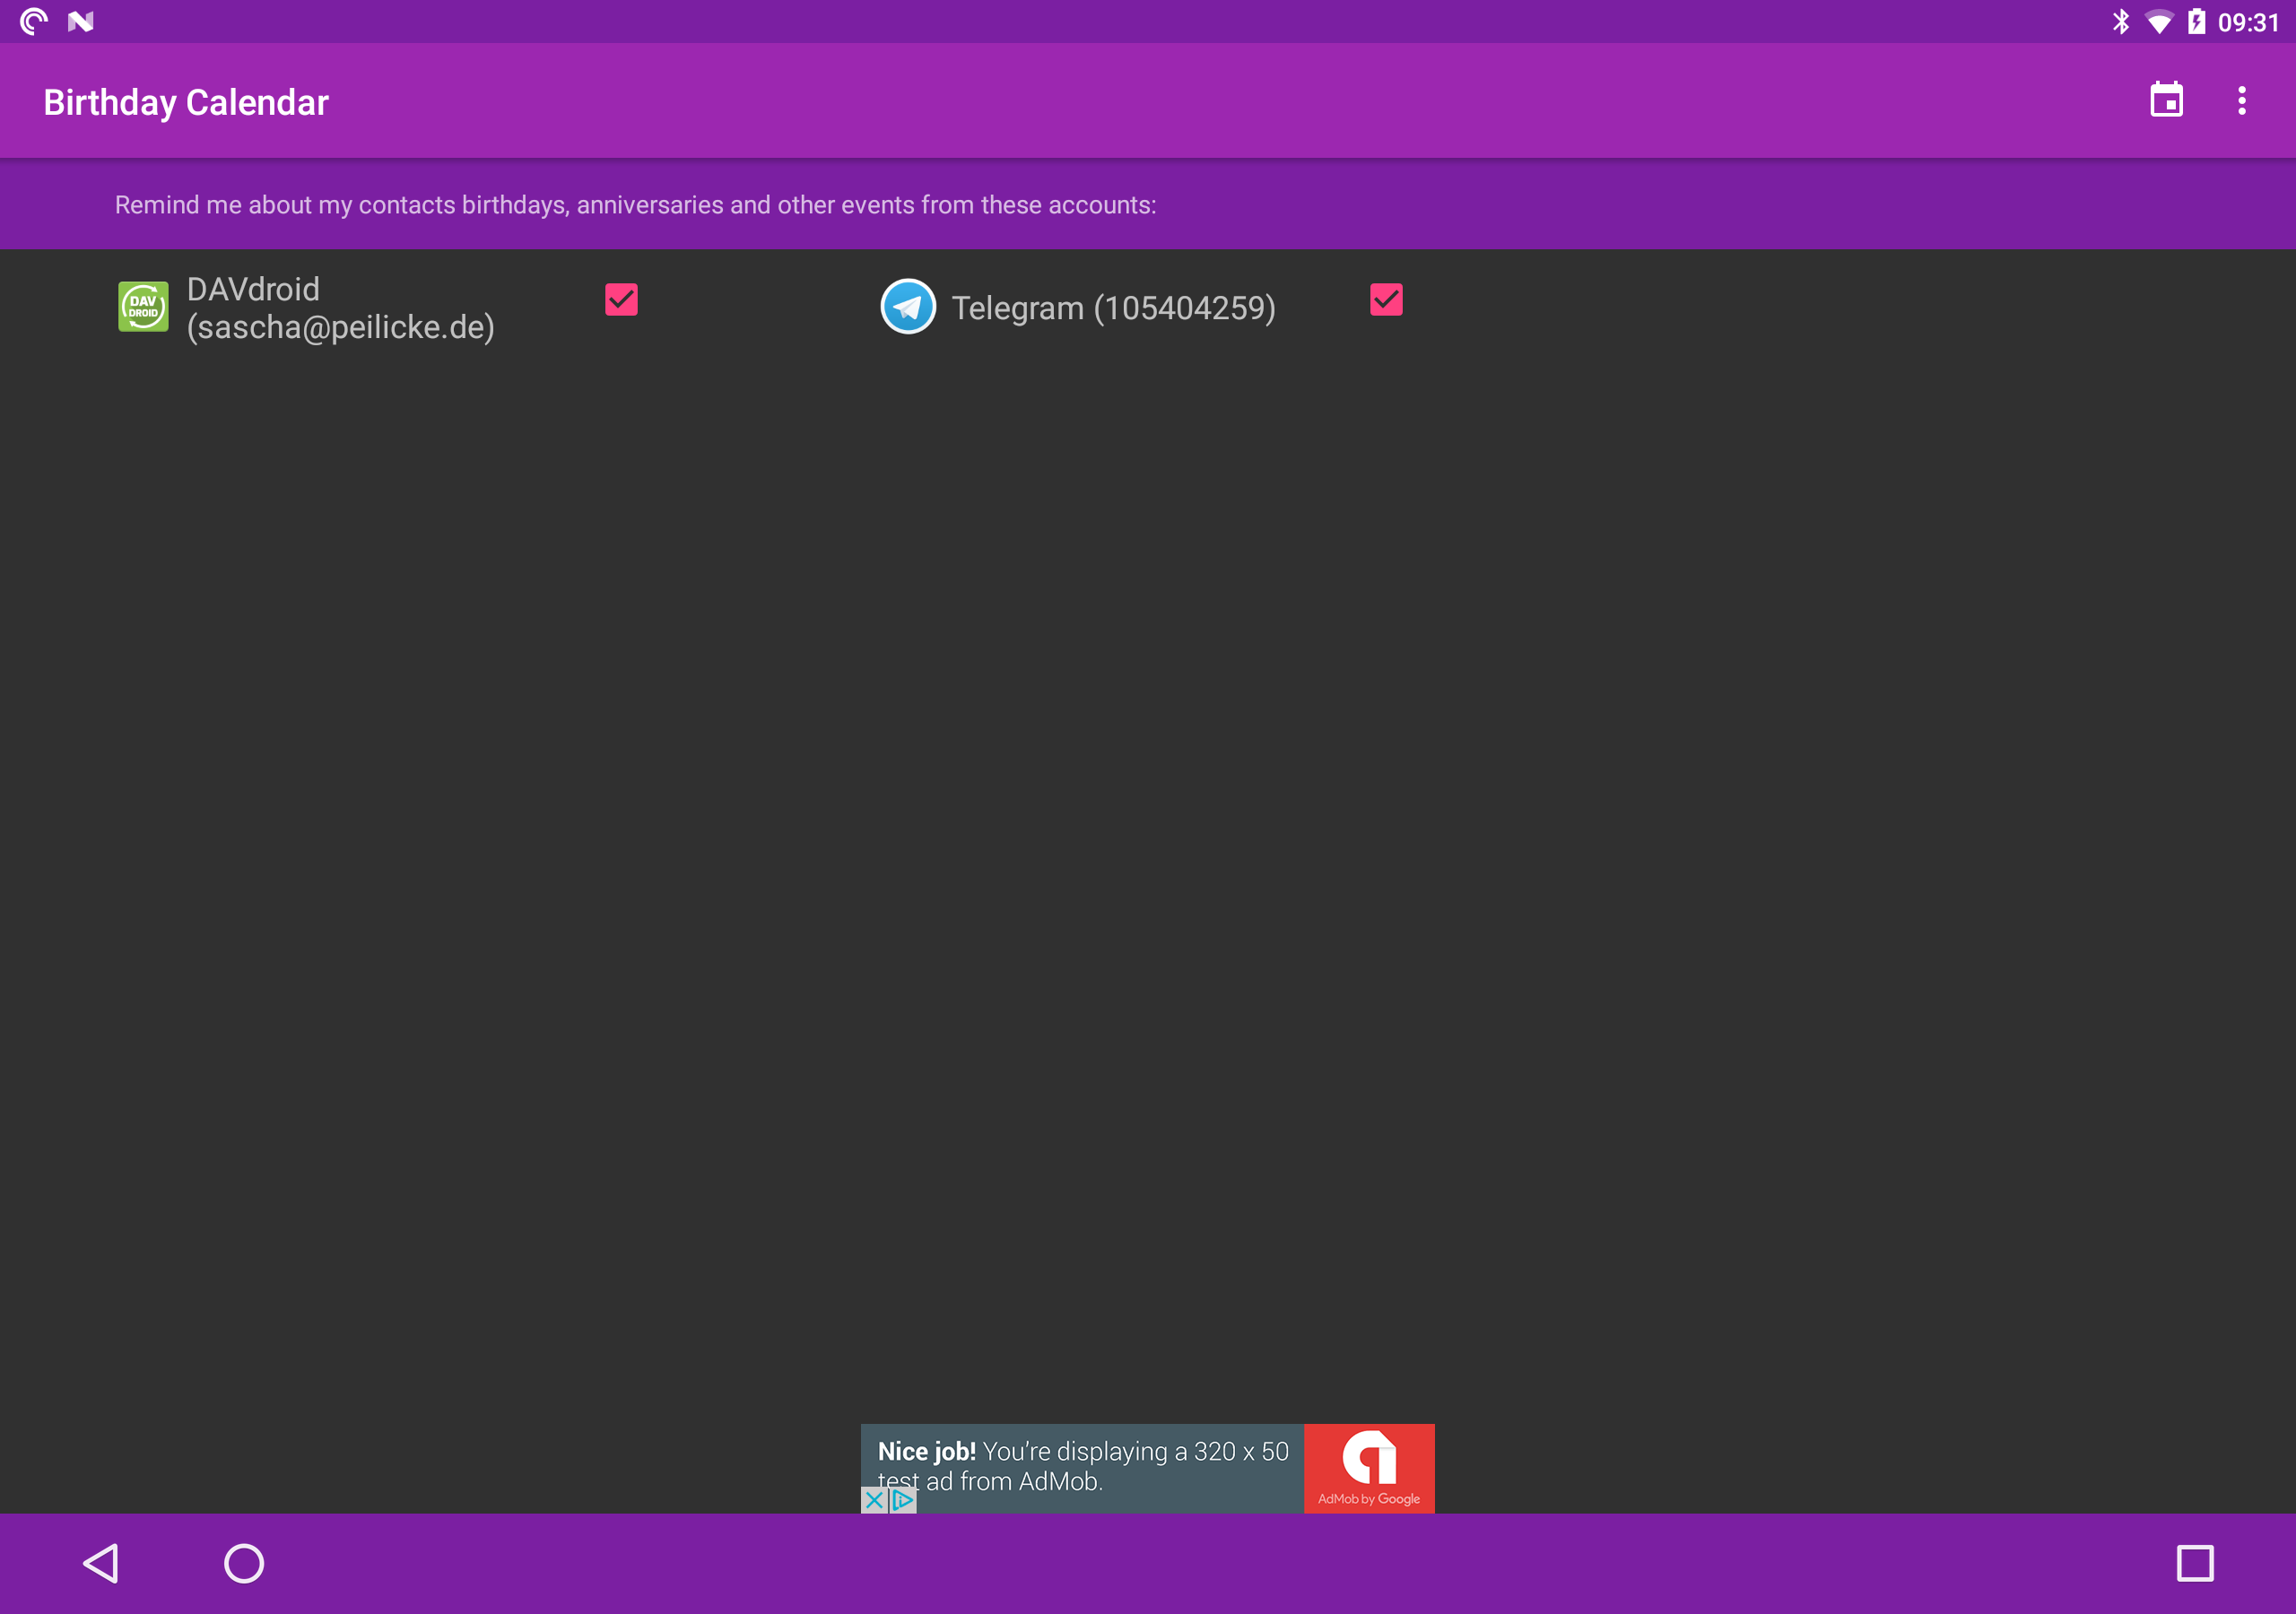 09:31
Birthday Calendar
Remind me about my contacts birthdays, anniversaries and other events from these accounts:
DAV
DROID
DAVdroid
(sascha@peilicke.de)
Telegram (105404259)
Nice job! You're displaying a 320 x 50
test ad from AdMob.
AdMob by Google